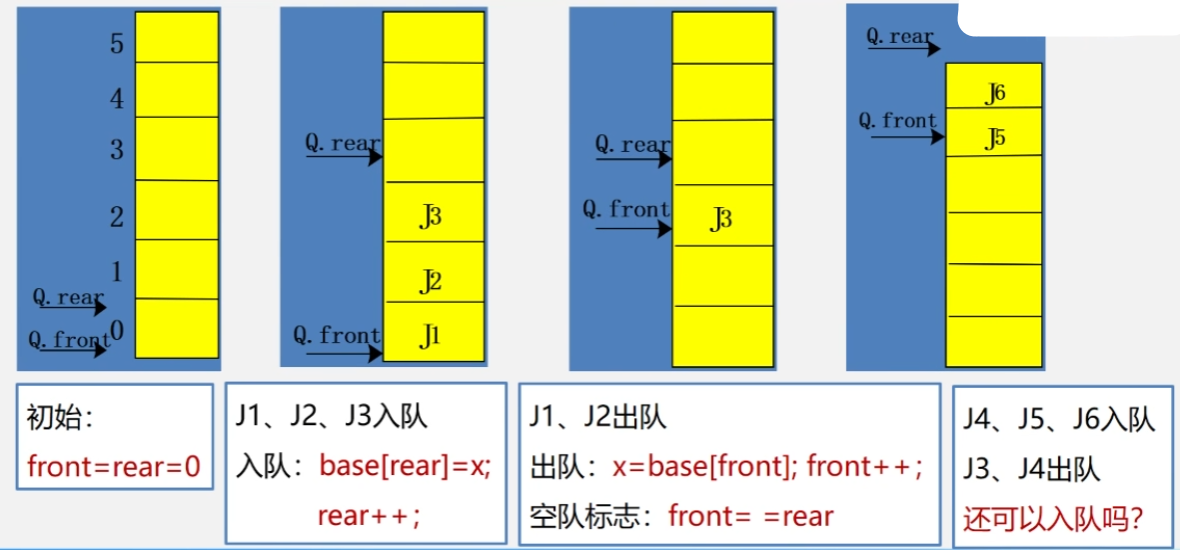 5
4
3
2
1
Q.rear
Q.front 0
Q.rear
J3
J2
Q.front
J1
Q.rear
Q.front
J3
Q.rear
J6
Q.front
J5
初始：
front=rear=0
J1、J2、J3入队
入队：base[rear]=x;
rear++；
J1、J2出队
出队：x=base[front]; front++；
空队标志：front= =rear
J4、J5、J6入队
J3、J4出队
还可以入队吗？